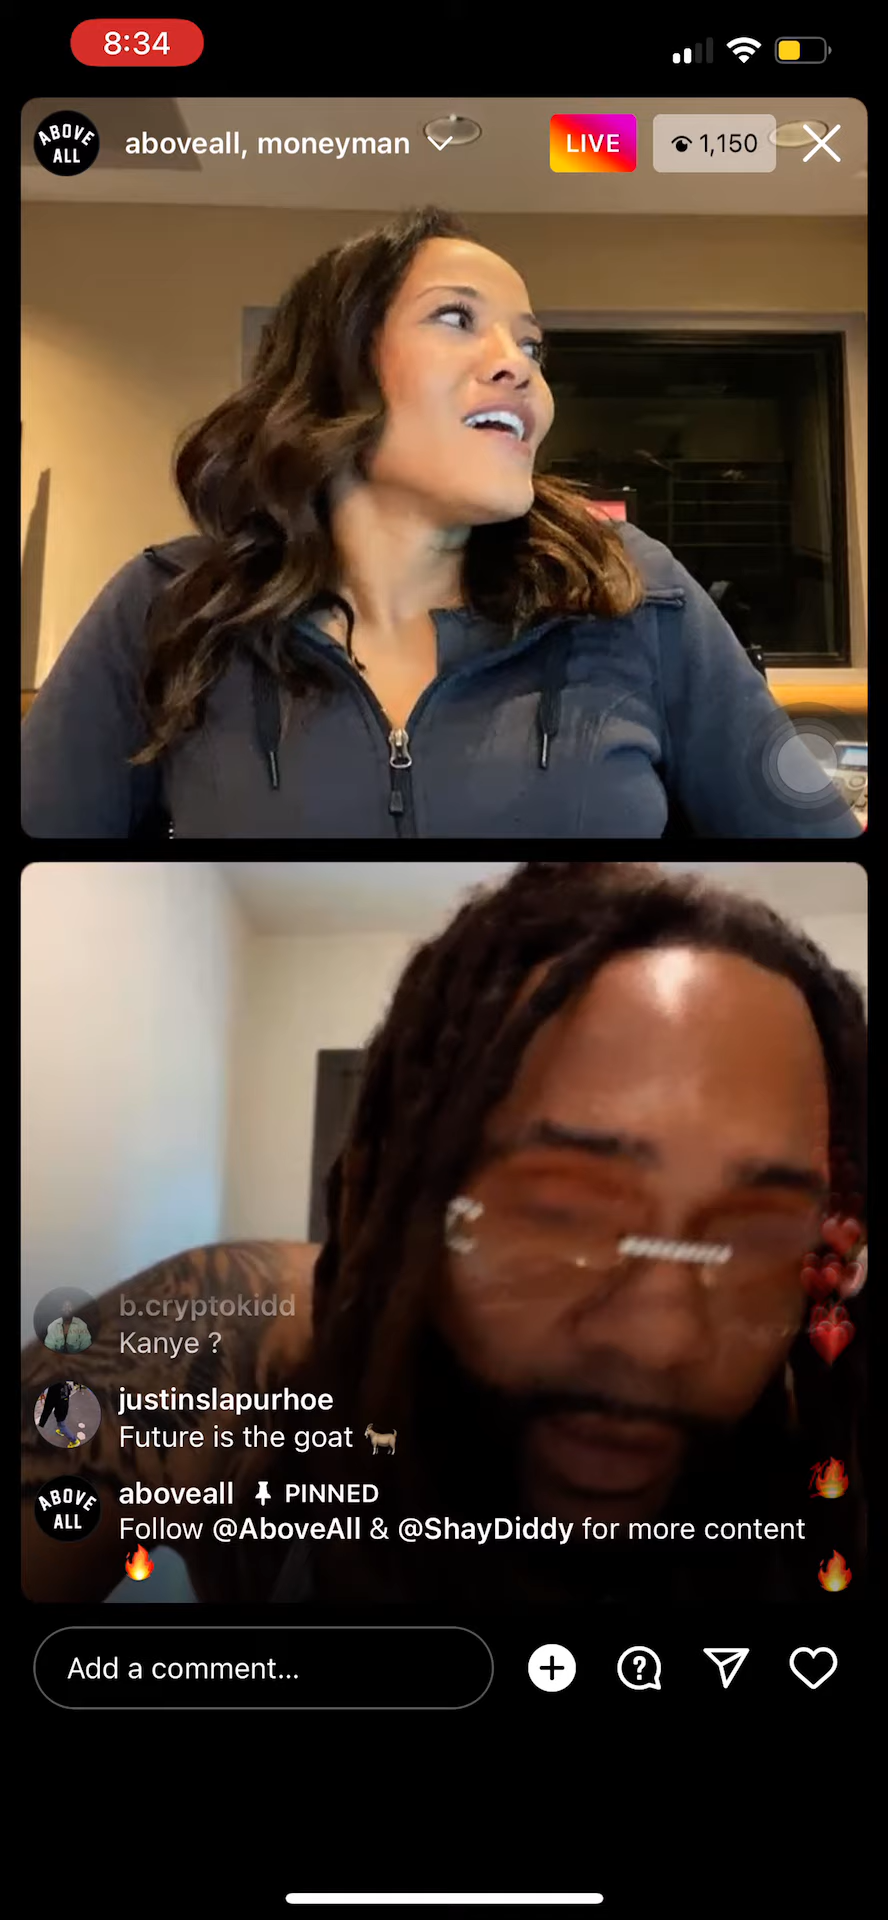 8:34
ABOVE
ALL
aboveall, moneyman
LIVE
1,150
b.cryptokidd
Kanye ?
justinslapurhoe
Future is the goat 🐐
ABOVE
ALL
aboveall 📌 PINNED
Follow @AboveAll & @ShayDiddy for more content
🔥
Add a comment...